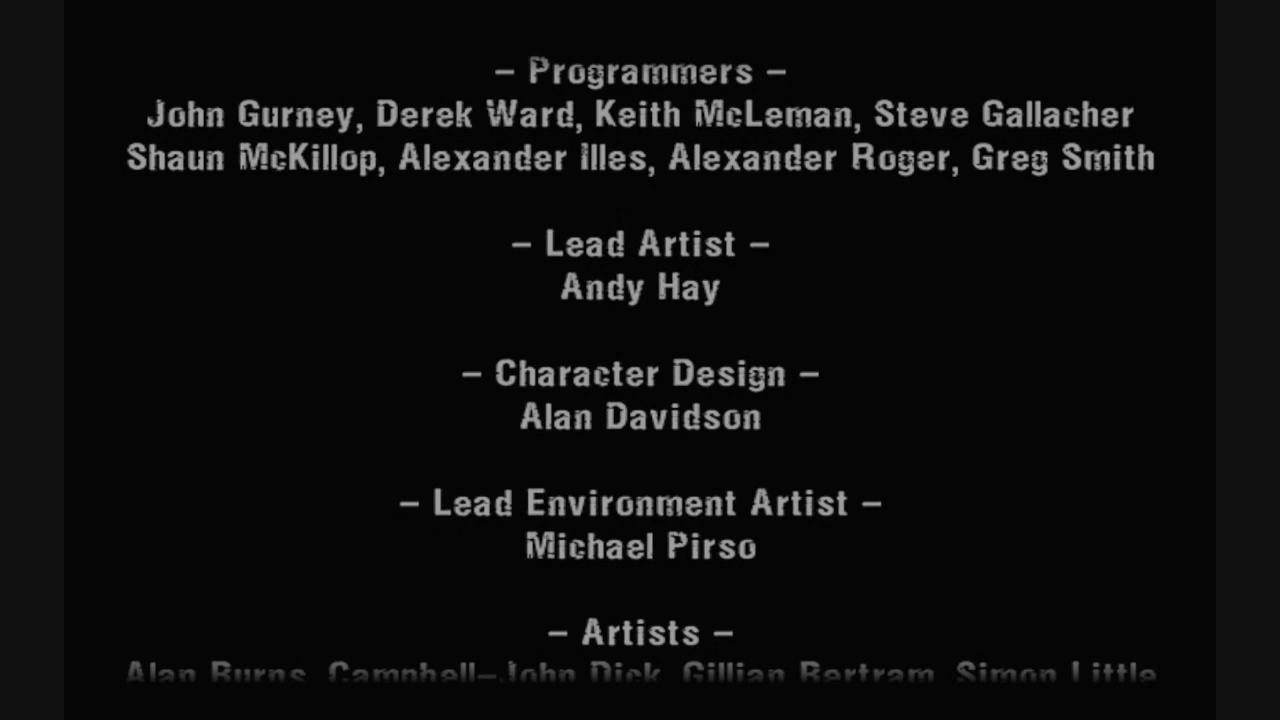 – Programmers –
John Gurney, Derek Ward, Keith McLeman, Steve Gallacher
Shaun McKillop, Alexander Illes, Alexander Roger, Greg Smith
– Lead Artist –
Andy Hay
– Character Design –
Alan Davidson
– Lead Environment Artist –
Michael Pirso
– Artists –
Alan Burns, Campbell–John Dick, Gillian Bertram, Simon Little